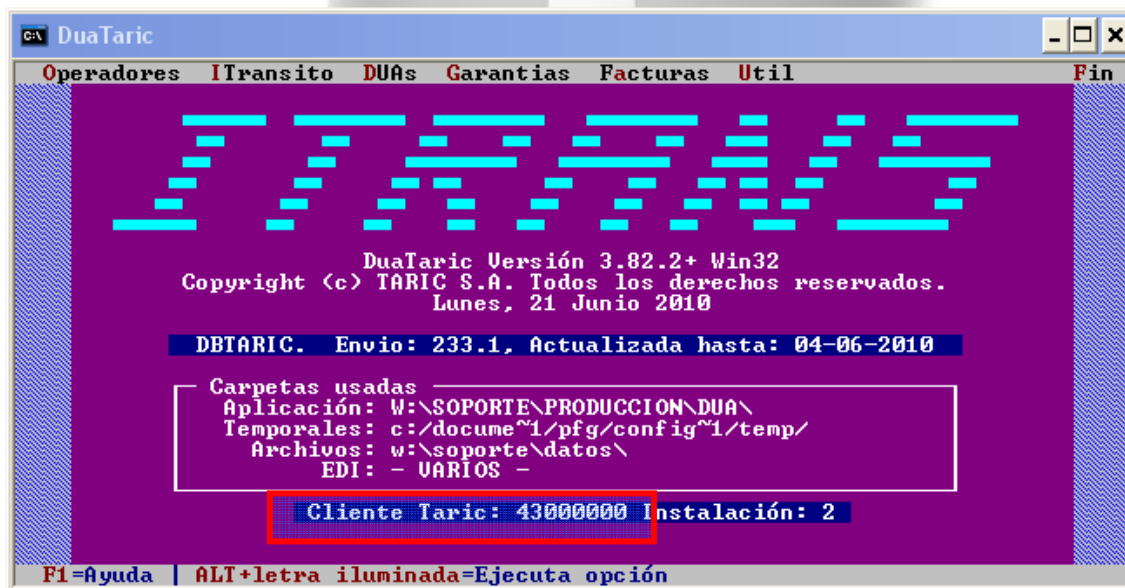 DuaTaric
Operadores ITransito DUAs Garantias Facturas Util Fin
ITRANS
DuaTaric Versión 3.82.2+ Win32
Copyright (c) TARIC S.A. Todos los derechos reservados.
Lunes, 21 Junio 2010
DBTARIC. Envio: 233.1, Actualizada hasta: 04-06-2010
Carpetas usadas
Aplicación: W:\SOPORTE\PRODUCCION\DUA\
Temporales: c:/docume~1/pfg/config~1/temp/
Archivos: w:\soporte\datos\
EDI: - VARIOS -
Cliente Taric: 43000000 Instalación: 2
F1=Ayuda | ALT+letra iluminada=Ejecuta opción